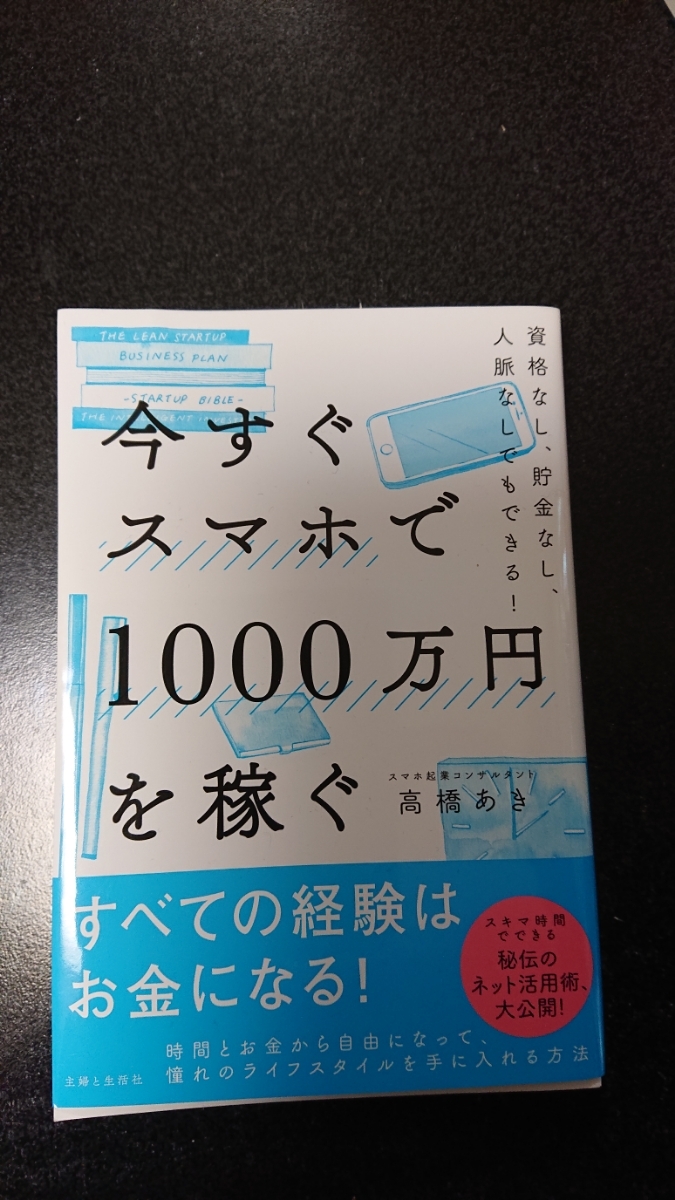 THE LEAN STARTUP
BUSINESS PLAN
-STARTUP BIBLE-
資格なし、貯金なし、
人脈なしでもできる！
今すぐ
スマホで
1000万円
を稼ぐ
スマホ起業コンサルタント
高橋あき
すべての経験は
お金になる！
スキマ時間
でできる
秘伝の
ネット活用術、
大公開！
時間とお金から自由になって、
憧れのライフスタイルを手に入れる方法
主婦と生活社